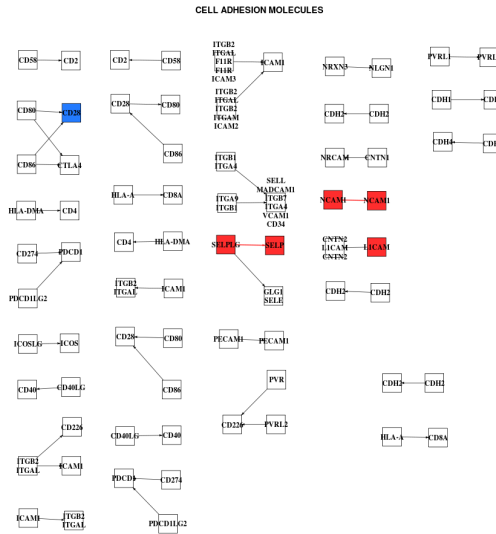 CELL ADHESION MOLECULES
CD58 CD2
CD80 CD28
CD86 CTLA4
HLA-DMA CD4
CD274 PDCD1
PDCD1LG2
ICOSLG ICOS
CD40 CD40LG
CD226
ITGB2
ITGAL
ICAM1
ICAM1
ITGB2
ITGAL
CD2 CD58
CD28 CD80
CD86
HLA-A CD8A
CD4 HLA-DMA
ITGB2
ITGAL
ICAM1
CD28 CD80
CD86
CD40LG CD40
PDCD1 CD274
PDCD1LG2
ITGB2
ITGAL
F11R
F11R
ICAM3
ICAM1
ITGB2
ITGAL
ITGB2
ITGAM
ICAM2
ITGB1
ITGA4
SELL
MADCAM1
ITGB7
ITGA4
VCAM1
CD34
ITGA9
ITGB1
SELPLG SELP
GLG1
SELE
PECAM1 PECAM1
PVR
CD226 PVRL2
NRXN3 NLGN1
CDH2 CDH2
NRCAM CNTN1
NCAM1 NCAM1
CNTN2
L1CAM
CNTN2
L1CAM
CDH2 CDH2
CDH2 CDH2
HLA-A CD8A
PVRL1
CDH1
CDH4